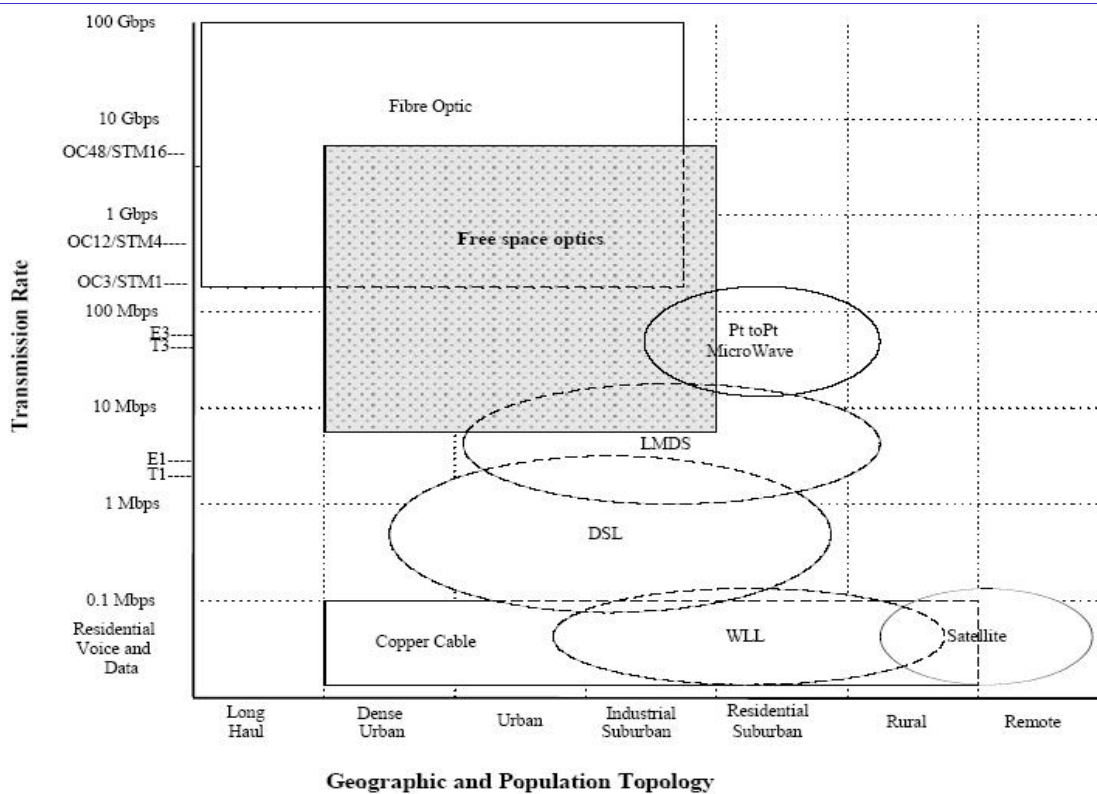 100 Gbps
Fibre Optic
10 Gbps
OC48/STM16---
1 Gbps
Free space optics
OC12/STM4----
OC3/STM1----
100 Mbps
E3----
T3----
Pt toPt
MicroWave
10 Mbps
LMDS
E1----
T1----
1 Mbps
DSL
0.1 Mbps
Residential
Voice and
Data
Copper Cable
WLL
Satellite
Long
Haul
Dense
Urban
Urban
Industrial
Suburban
Residential
Suburban
Rural
Remote
Transmission Rate
Geographic and Population Topology